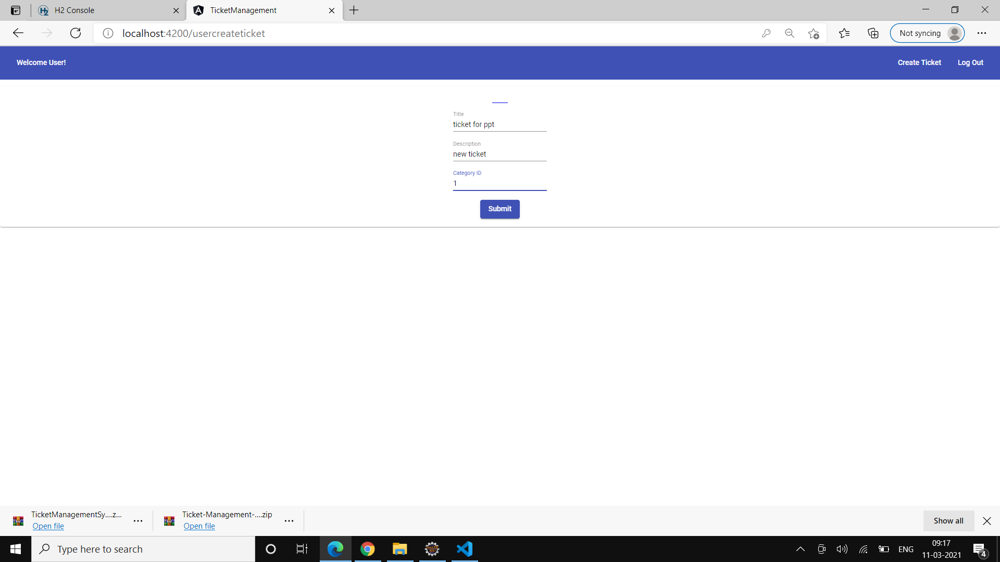 H2 Console
TicketManagement
localhost:4200/usercreateticket
Not syncing
Welcome User!
Create Ticket
Log Out
Title
ticket for ppt
Description
new ticket
Category ID
1
Submit
TicketManagementSy....z...
Open file
Ticket-Management-....zip
Open file
Show all
Type here to search
ENG
09:17
11-03-2021
4